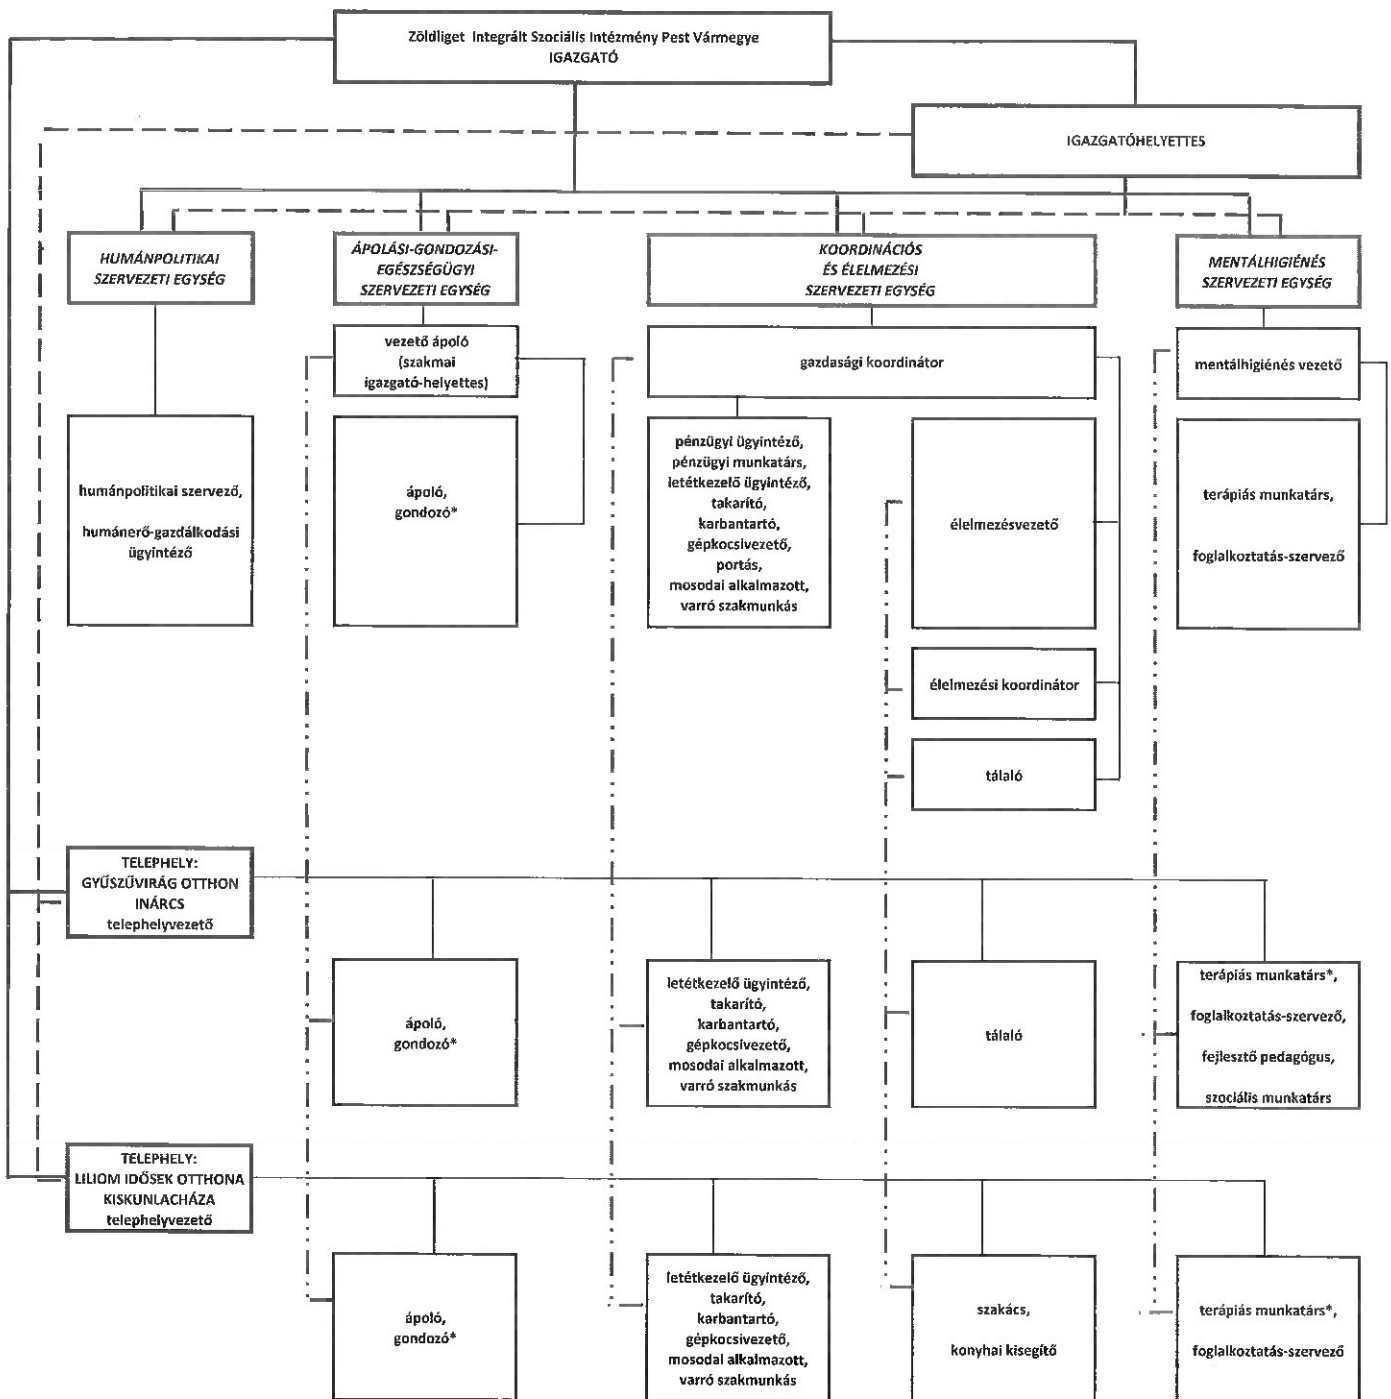 Zöldliget Integrált Szociális Intézmény Pest Vármegye
IGAZGATÓ
IGAZGATÓHELYETTES
HUMÁNPOLITIKAI
SZERVEZETI EGYSÉG
ÁPOLÁSI-GONDOZÁSI-
EGÉSZSÉGÜGYI
SZERVEZETI EGYSÉG
KOORDINÁCIÓS
ÉS ÉLELMEZÉSI
SZERVEZETI EGYSÉG
MENTÁLHIGIÉNÉS
SZERVEZETI EGYSÉG
vezető ápoló
(szakmai
igazgató-helyettes)
gazdasági koordinátor
mentálhigiénés vezető
humánpolitikai szervező,
humánerő-gazdálkodási
ügyintéző
ápoló,
gondozó*
pénzügyi ügyintéző,
pénzügyi munkatárs,
letétkezelő ügyintéző,
takarító,
karbantartó,
gépkocsivezető,
portás,
mosodai alkalmazott,
varró szakmunkás
élelmezésvezető
terápiás munkatárs,
foglalkoztatás-szervező
élelmezési koordinátor
tálaló
TELEPHELY:
GYŰSZŰVIRÁG OTTHON
INÁRCS
telephelyvezető
ápoló,
gondozó*
letétkezelő ügyintéző,
takarító,
karbantartó,
gépkocsivezető,
mosodai alkalmazott,
varró szakmunkás
tálaló
terápiás munkatárs*,
foglalkoztatás-szervező,
fejlesztő pedagógus,
szociális munkatárs
TELEPHELY:
LILIOM IDŐSEK OTTHONA
KISKUNLACHÁZA
telephelyvezető
ápoló,
gondozó*
letétkezelő ügyintéző,
takarító,
karbantartó,
gépkocsivezető,
mosodai alkalmazott,
varró szakmunkás
szakács,
konyhai kisegítő
terápiás munkatárs*,
foglalkoztatás-szervező